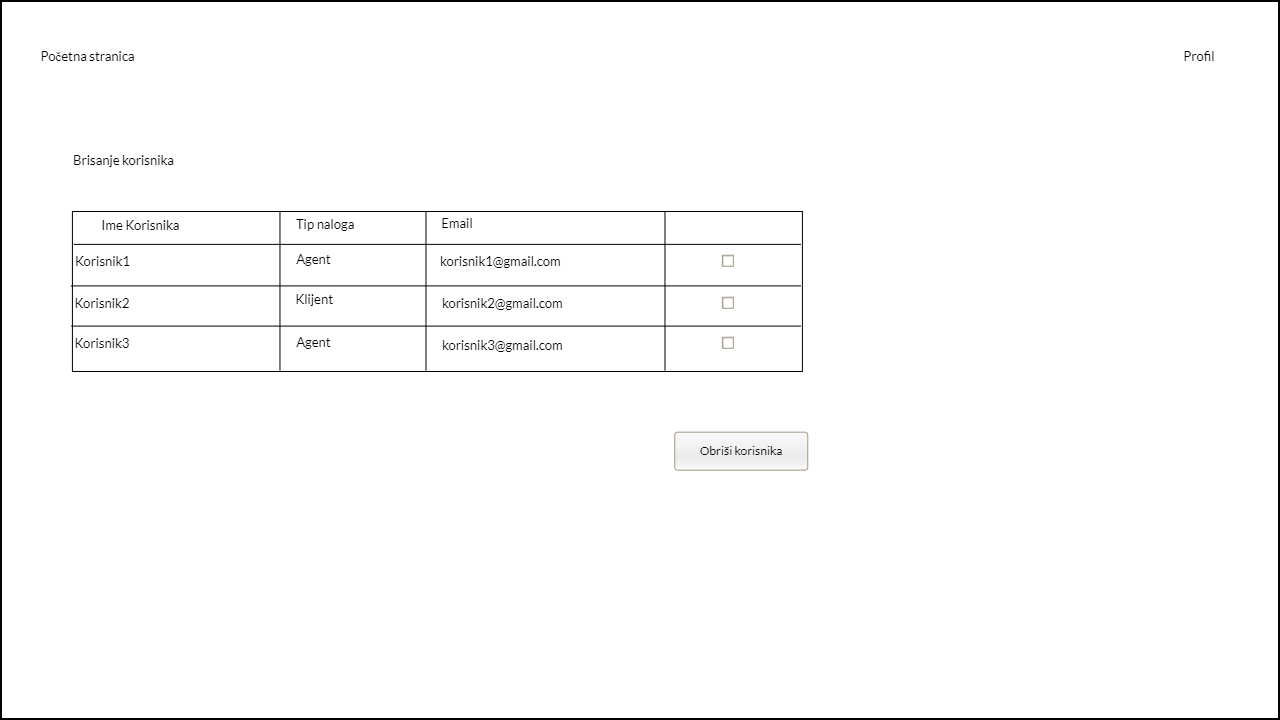 Početna stranica Profil
Brisanje korisnika
Ime Korisnika Tip naloga Email
Korisnik1 Agent korisnik1@gmail.com
Korisnik2 Klijent korisnik2@gmail.com
Korisnik3 Agent korisnik3@gmail.com
Obriši korisnika